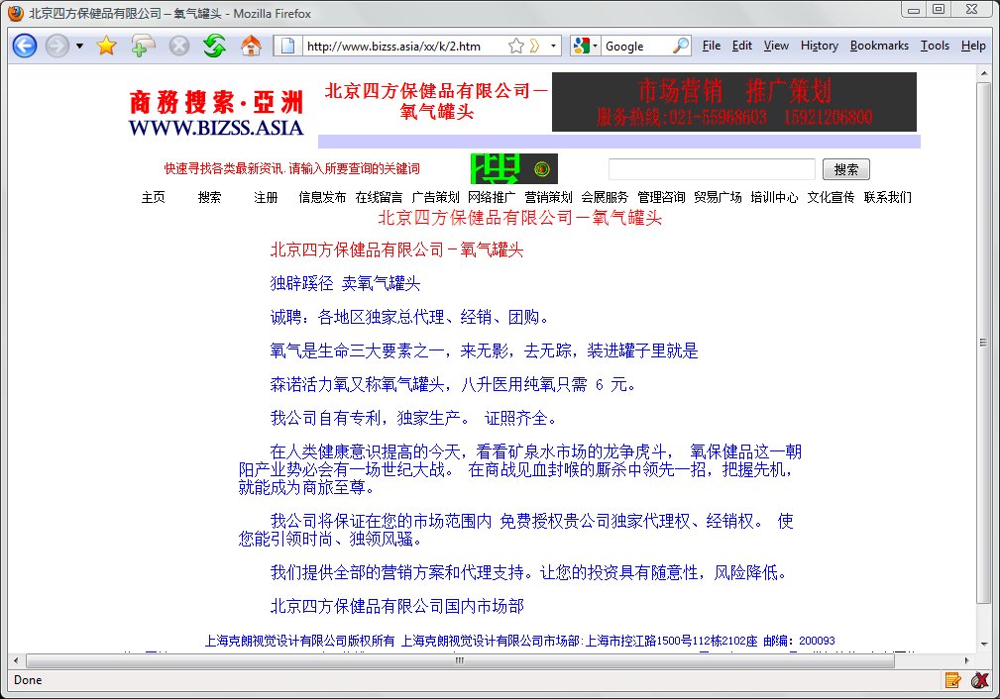 北京四方保健品有限公司－氧气罐头 - Mozilla Firefox
http://www.bizss.asia/xx/k/2.htm
Google
File Edit View History Bookmarks Tools Help
商務搜索·亞洲
WWW.BIZSS.ASIA
北京四方保健品有限公司－
氧气罐头
市场营销 推广策划
服务热线:021-55968603 15921206800
快速寻找各类最新资讯.请输入所要查询的关键词
搜
搜索
主页 搜索 注册 信息发布 在线留言 广告策划 网络推广 营销策划 会展服务 管理咨询 贸易广场 培训中心 文化宣传 联系我们
北京四方保健品有限公司－氧气罐头
北京四方保健品有限公司－氧气罐头
独辟蹊径 卖氧气罐头
诚聘：各地区独家总代理、经销、团购。
氧气是生命三大要素之一，来无影，去无踪，装进罐子里就是
森诺活力氧又称氧气罐头，八升医用纯氧只需 6 元。
我公司自有专利，独家生产。 证照齐全。
在人类健康意识提高的今天，看看矿泉水市场的龙争虎斗， 氧保健品这一朝
阳产业势必会有一场世纪大战。 在商战见血封喉的厮杀中领先一招，把握先机，
就能成为商旅至尊。
我公司将保证在您的市场范围内 免费授权贵公司独家代理权、经销权。 使
您能引领时尚、独领风骚。
我们提供全部的营销方案和代理支持。让您的投资具有随意性，风险降低。
北京四方保健品有限公司国内市场部
上海克朗视觉设计有限公司版权所有 上海克朗视觉设计有限公司市场部:上海市控江路1500号112栋2102座 邮编：200093
Done